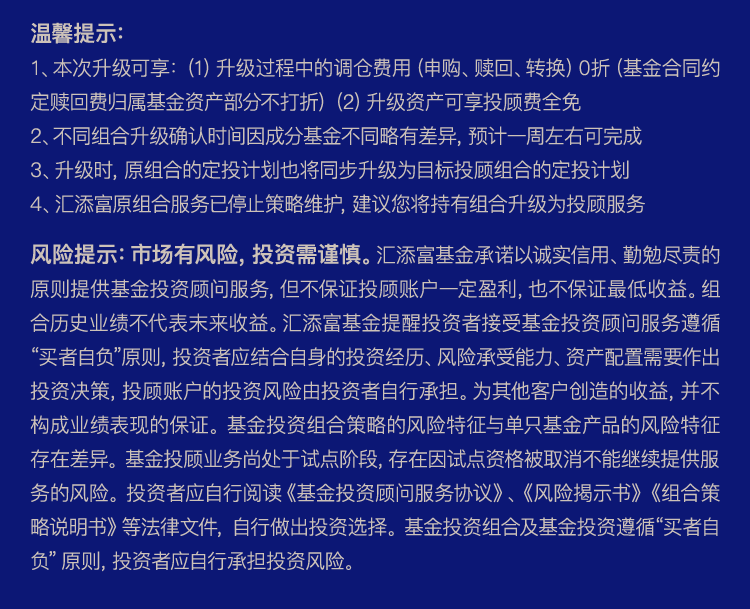 温馨提示：
1、本次升级可享：（1）升级过程中的调仓费用（申购、赎回、转换）0折（基金合同约
定赎回费归属基金资产部分不打折）（2）升级资产可享投顾费全免
2、不同组合升级确认时间因成分基金不同略有差异，预计一周左右可完成
3、升级时，原组合的定投计划也将同步升级为目标投顾组合的定投计划
4、汇添富原组合服务已停止策略维护，建议您将持有组合升级为投顾服务
风险提示：市场有风险，投资需谨慎。汇添富基金承诺以诚实信用、勤勉尽责的
原则提供基金投资顾问服务，但不保证投顾账户一定盈利，也不保证最低收益。组
合历史业绩不代表末来收益。汇添富基金提醒投资者接受基金投资顾问服务遵循
“买者自负”原则，投资者应结合自身的投资经历、风险承受能力、资产配置需要作出
投资决策，投顾账户的投资风险由投资者自行承担。为其他客户创造的收益，并不
构成业绩表现的保证。基金投资组合策略的风险特征与单只基金产品的风险特征
存在差异。基金投顾业务尚处于试点阶段，存在因试点资格被取消不能继续提供服
务的风险。投资者应自行阅读《基金投资顾问服务协议》、《风险揭示书》《组合策
略说明书》等法律文件，自行做出投资选择。基金投资组合及基金投资遵循“买者自
负”原则，投资者应自行承担投资风险。